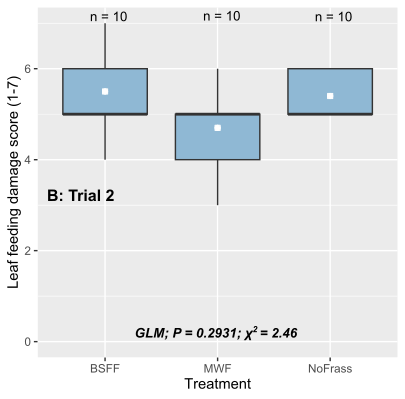 n = 10 n = 10 n = 10
Leaf feeding damage score (1-7)
6
4
2
0
B: Trial 2
GLM; P = 0.2931; χ² = 2.46
BSFF MWF NoFrass
Treatment